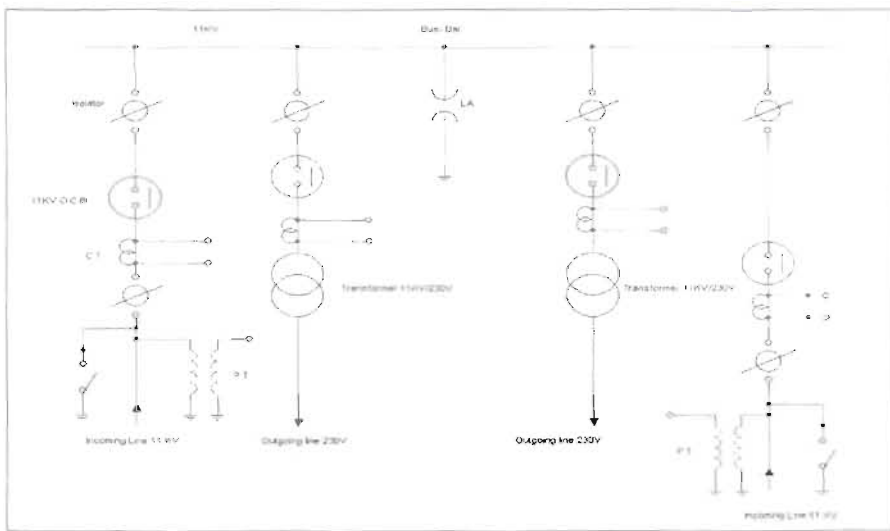 11kV
Bus- Bar
Isolator
LA
11KV O.C.B
C T
Transformer 11KV/230V
Transformer 11KV/230V
P.T
Incoming Line 11 KV
Outgoing line 230V
Outgoing line 230V
P.T
Incoming Line 11 KV